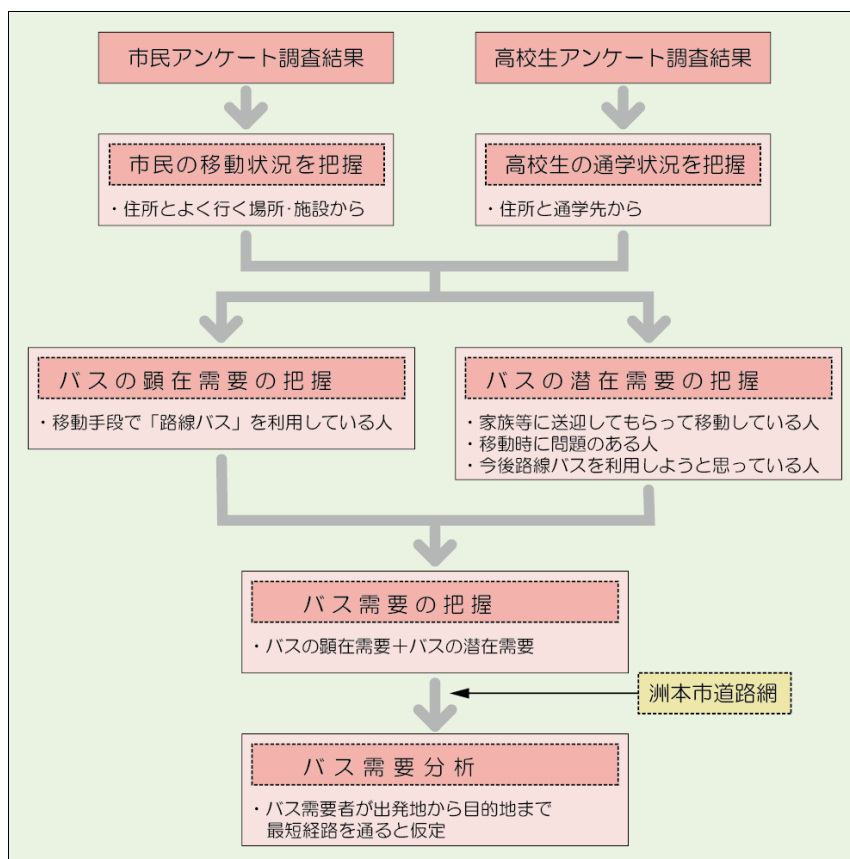 市民アンケート調査結果
高校生アンケート調査結果
市民の移動状況を把握
・住所とよく行く場所・施設から
高校生の通学状況を把握
・住所と通学先から
バスの顕在需要の把握
・移動手段で「路線バス」を利用している人
バスの潜在需要の把握
・家族等に送迎してもらって移動している人
・移動時に問題のある人
・今後路線バスを利用しようと思っている人
バス需要の把握
・バスの顕在需要＋バスの潜在需要
洲本市道路網
バス需要分析
・バス需要者が出発地から目的地まで
最短経路を通ると仮定